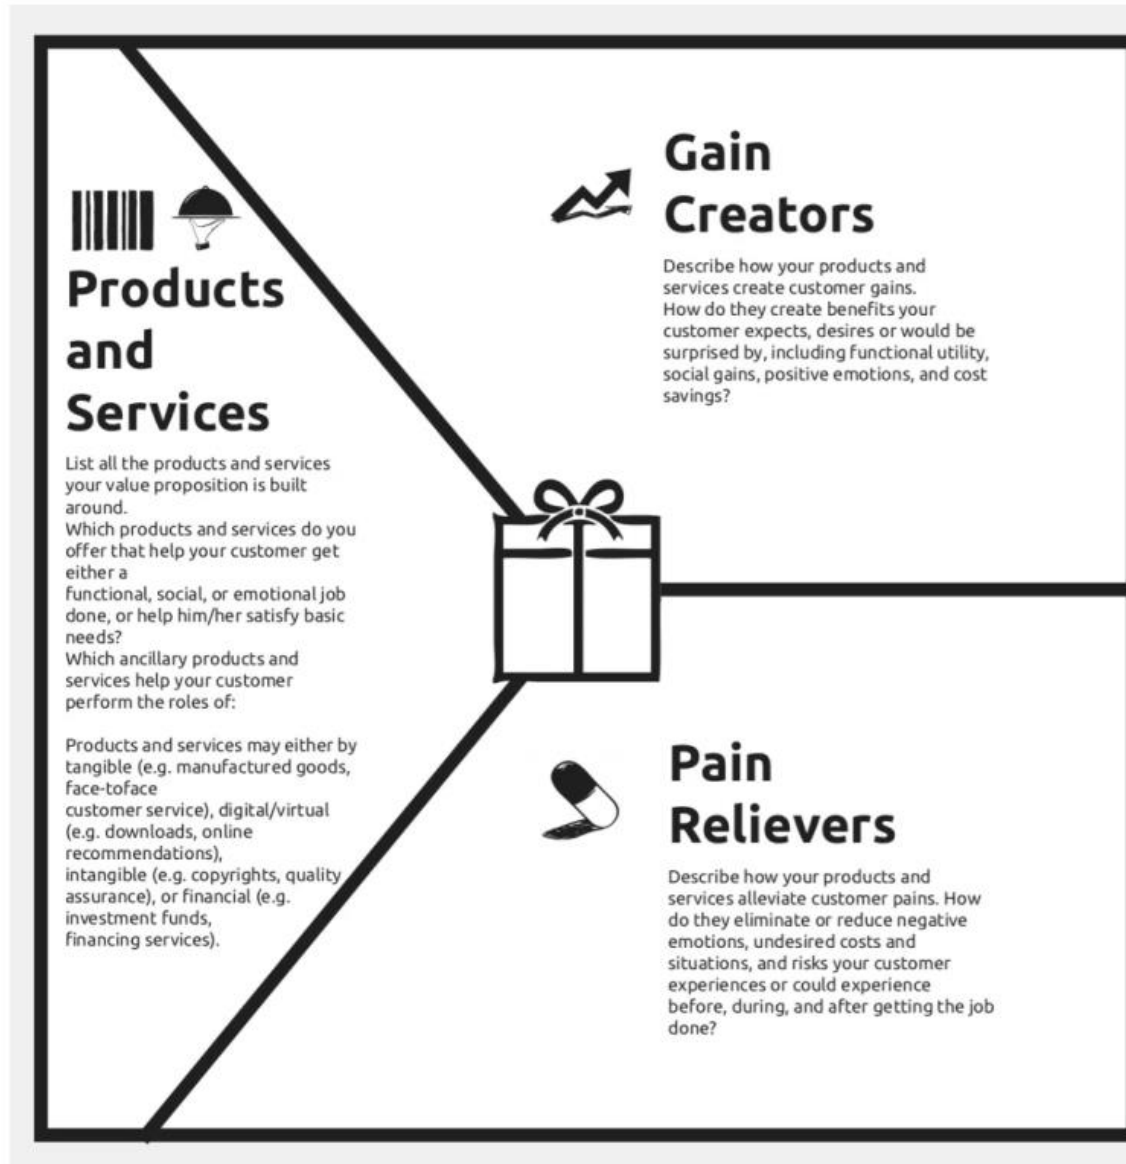 Products
and
Services
List all the products and services
your value proposition is built
around.
Which products and services do you
offer that help your customer get
either a
functional, social, or emotional job
done, or help him/her satisfy basic
needs?
Which ancillary products and
services help your customer
perform the roles of:
Products and services may either by
tangible (e.g. manufactured goods,
face-toface
customer service), digital/virtual
(e.g. downloads, online
recommendations),
intangible (e.g. copyrights, quality
assurance), or financial (e.g.
investment funds,
financing services).
Gain
Creators
Describe how your products and
services create customer gains.
How do they create benefits your
customer expects, desires or would be
surprised by, including functional utility,
social gains, positive emotions, and cost
savings?
Pain
Relievers
Describe how your products and
services alleviate customer pains. How
do they eliminate or reduce negative
emotions, undesired costs and
situations, and risks your customer
experiences or could experience
before, during, and after getting the job
done?